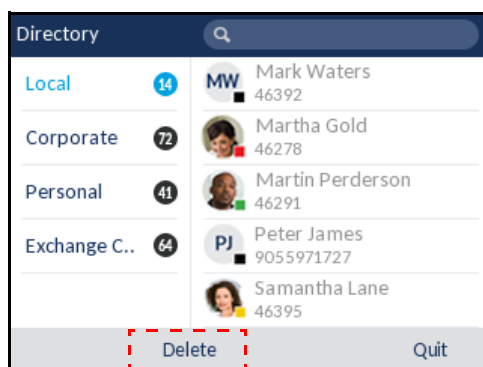 Directory
Local 14
Corporate 72
Personal 41
Exchange C.. 64
MW Mark Waters
46392
Martha Gold
46278
Martin Perderson
46291
PJ Peter James
9055971727
Samantha Lane
46395
Delete Quit